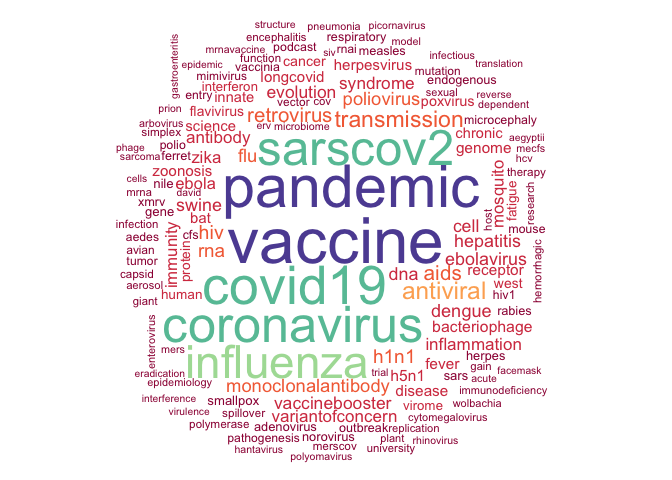 structure pneumonia picornavirus
encephalitis respiratory
mrnavaccine podcast siv rnai measles model
gastroenteritis
epidemic function cancer herpesvirus infectious
vaccinia mutation translation
mimivirus longcovid syndrome endogenous
entry interferon evolution sexual reverse
prion innate vector cov poliovirus poxvirus dependent
arbovirus flavivirus retrovirus transmission microcephaly
simplex science erv microbiome chronic aegyptii
phage polio antibody flu sarscov2 genome mecfs
sarcoma ferret zika hcv
zoonosis pandemic mosquito therapy
cells nile ebola fatigue research
mrna david swine
xmrv bat vaccine host
gene cfs hiv cell mouse
infection immunity protein rna hepatitis hemorrhagic
aedes ebolavirus
avian covid19 dna aids receptor
tumor west
capsid human antiviral hiv1
aerosol
giant coronavirus dengue rabies
bacteriophage
enterovirus inflammation
mers influenza h1n1 fever herpes
eradication trial h5n1 sars gain facemask
epidemiology monoclonalantibody disease acute immunodeficiency
interference smallpox vaccinebooster virome wolbachia
virulence spillover variantofconcern cytomegalovirus
polymerase adenovirus outbreak replication
pathogenesis norovirus plant rhinovirus
hantavirus merscov university
polyomavirus